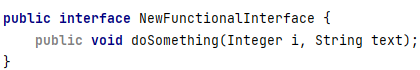 public interface NewFunctionalInterface {
    public void doSomething(Integer i, String text);
}